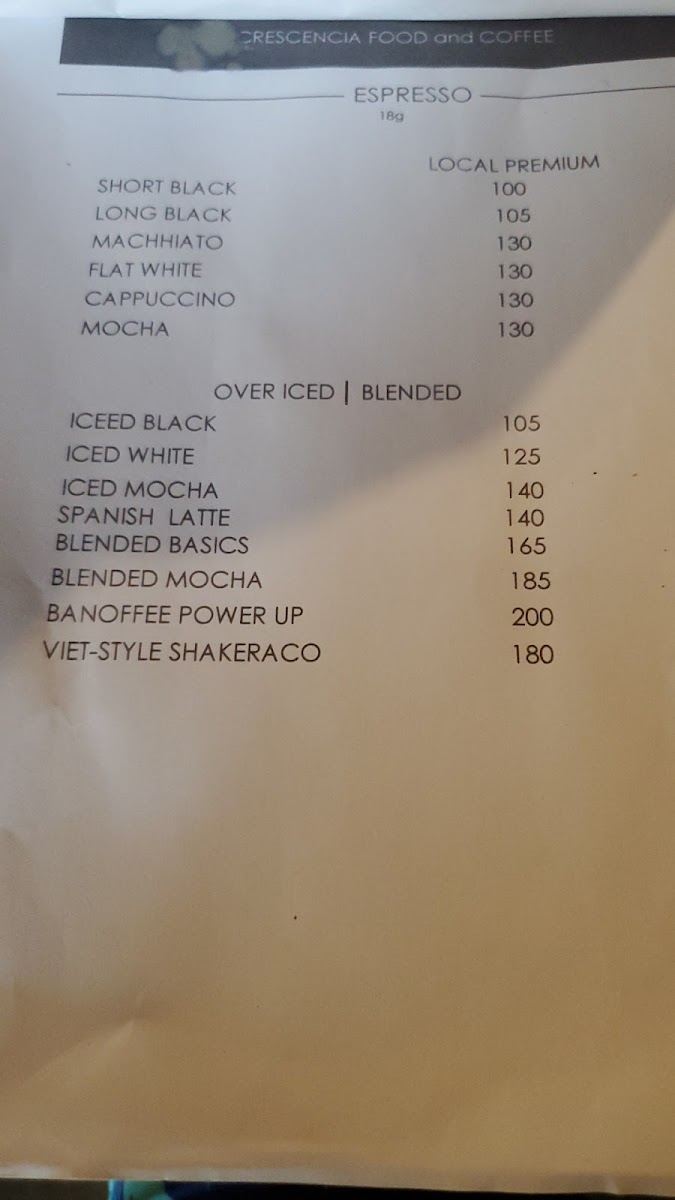 CRESCENCIA FOOD and COFFEE
ESPRESSO
18g
LOCAL PREMIUM
SHORT BLACK 100
LONG BLACK 105
MACHHIATO 130
FLAT WHITE 130
CAPPUCCINO 130
MOCHA 130
OVER ICED | BLENDED
ICEED BLACK 105
ICED WHITE 125
ICED MOCHA 140
SPANISH LATTE 140
BLENDED BASICS 165
BLENDED MOCHA 185
BANOFFEE POWER UP 200
VIET-STYLE SHAKERACO 180